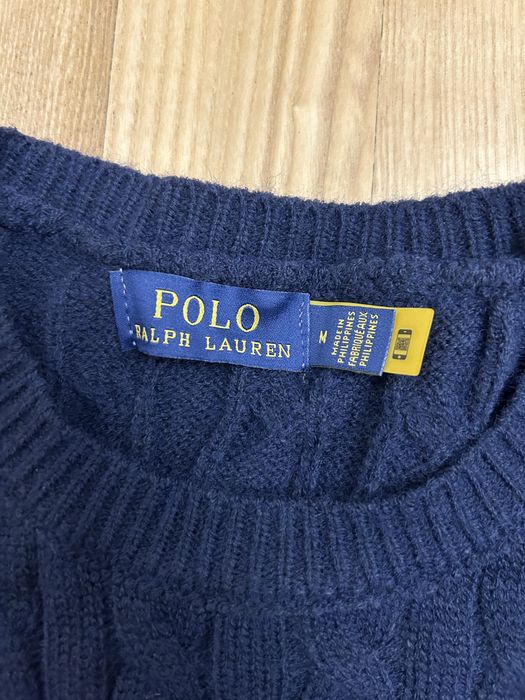 POLO
RALPH LAUREN
M
MADE IN
PHILIPPINES
FABRIQUÉ AUX
PHILIPPINES